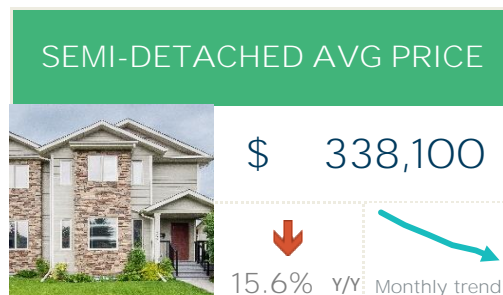 SEMI-DETACHED AVG PRICE
$ 338,100
15.6% Y/Y Monthly trend